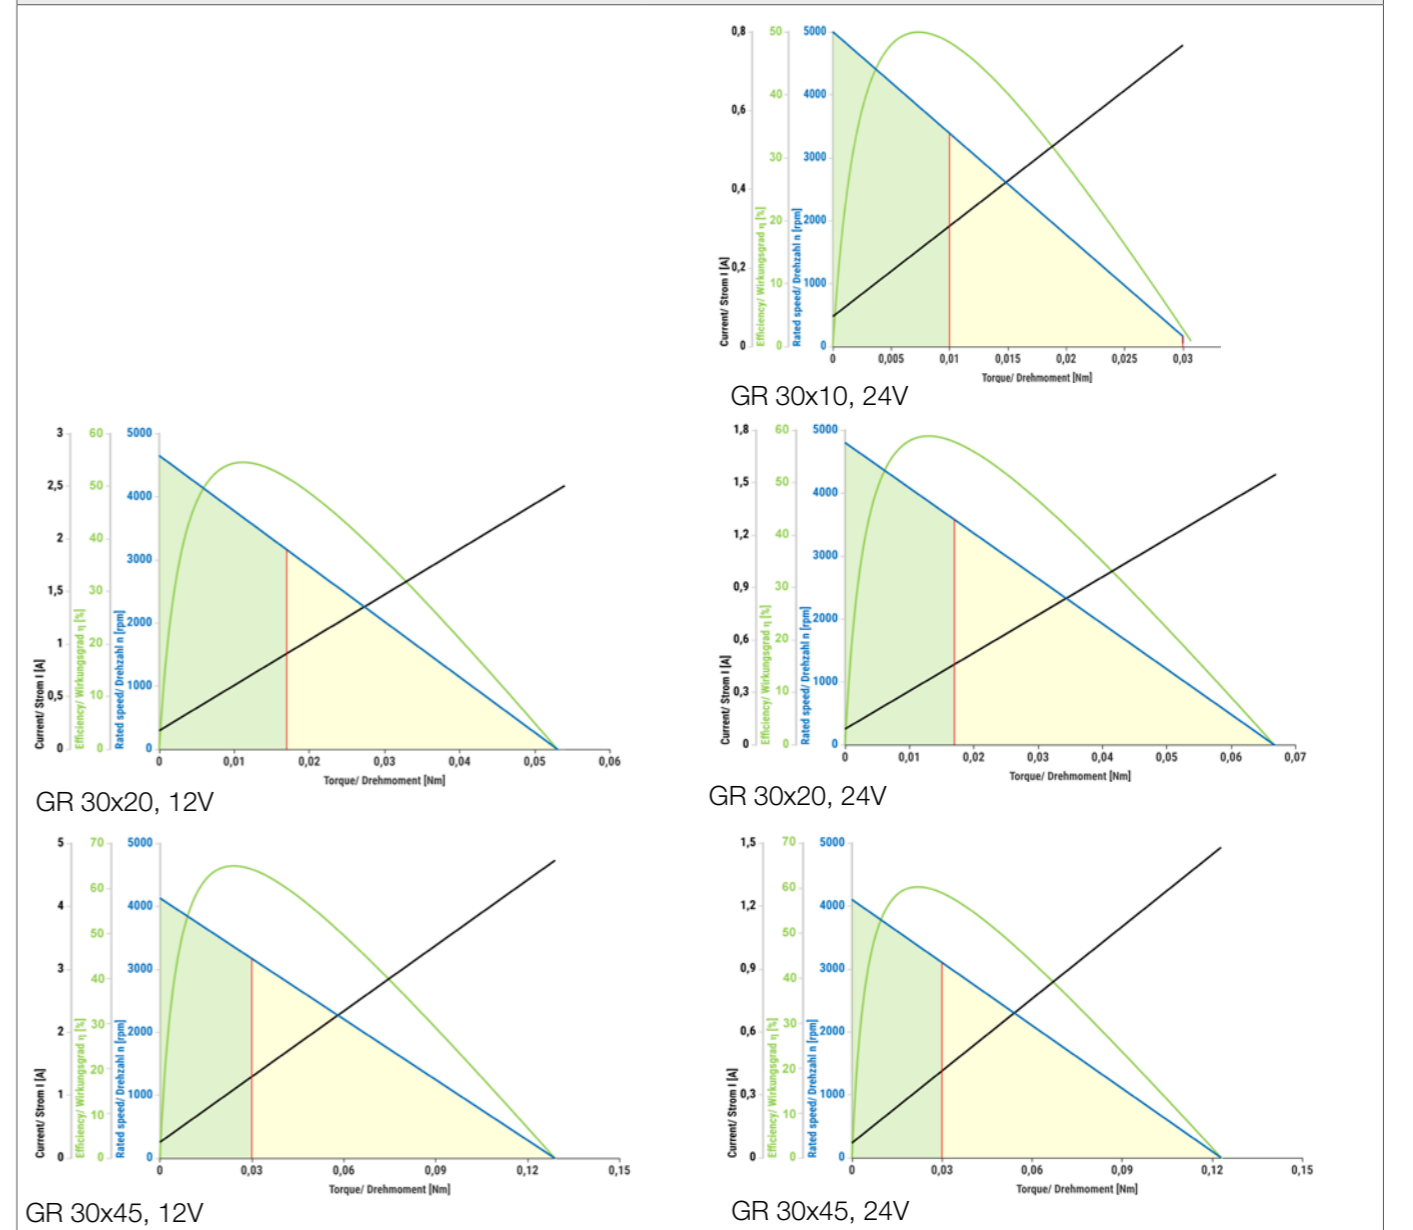 0,8 50 5000
40 4000
0,6
30 3000
0,4
20 2000
0,2
10 1000
0 0 0
Current/ Strom I [A]
Efficiency/ Wirkungsgrad η [%]
Rated speed/ Drehzahl n [rpm]
0 0,005 0,01 0,015 0,02 0,025 0,03
Torque/ Drehmoment [Nm]
GR 30x10, 24V
3 60 5000
2,5 50
4000
2 40
3000
1,5 30
2000
1 20
1000
0,5 10
0 0 0
Current/ Strom I [A]
Efficiency/ Wirkungsgrad η [%]
Rated speed/ Drehzahl n [rpm]
0 0,01 0,02 0,03 0,04 0,05 0,06
Torque/ Drehmoment [Nm]
GR 30x20, 12V
1,8 60 5000
1,5 50
4000
1,2 40
3000
0,9 30
2000
0,6 20
1000
0,3 10
0 0 0
Current/ Strom I [A]
Efficiency/ Wirkungsgrad η [%]
Rated speed/ Drehzahl n [rpm]
0 0,01 0,02 0,03 0,04 0,05 0,06 0,07
Torque/ Drehmoment [Nm]
GR 30x20, 24V
5 70 5000
60
4 4000
50
3 40 3000
30
2 2000
20
1 1000
10
0 0 0
Current/ Strom I [A]
Efficiency/ Wirkungsgrad η [%]
Rated speed/ Drehzahl n [rpm]
0 0,03 0,06 0,09 0,12 0,15
Torque/ Drehmoment [Nm]
GR 30x45, 12V
1,5 70 5000
60
1,2 4000
50
0,9 40 3000
30
0,6 2000
20
0,3 1000
10
0 0 0
Current/ Strom I [A]
Efficiency/ Wirkungsgrad η [%]
Rated speed/ Drehzahl n [rpm]
0 0,03 0,06 0,09 0,12 0,15
Torque/ Drehmoment [Nm]
GR 30x45, 24V